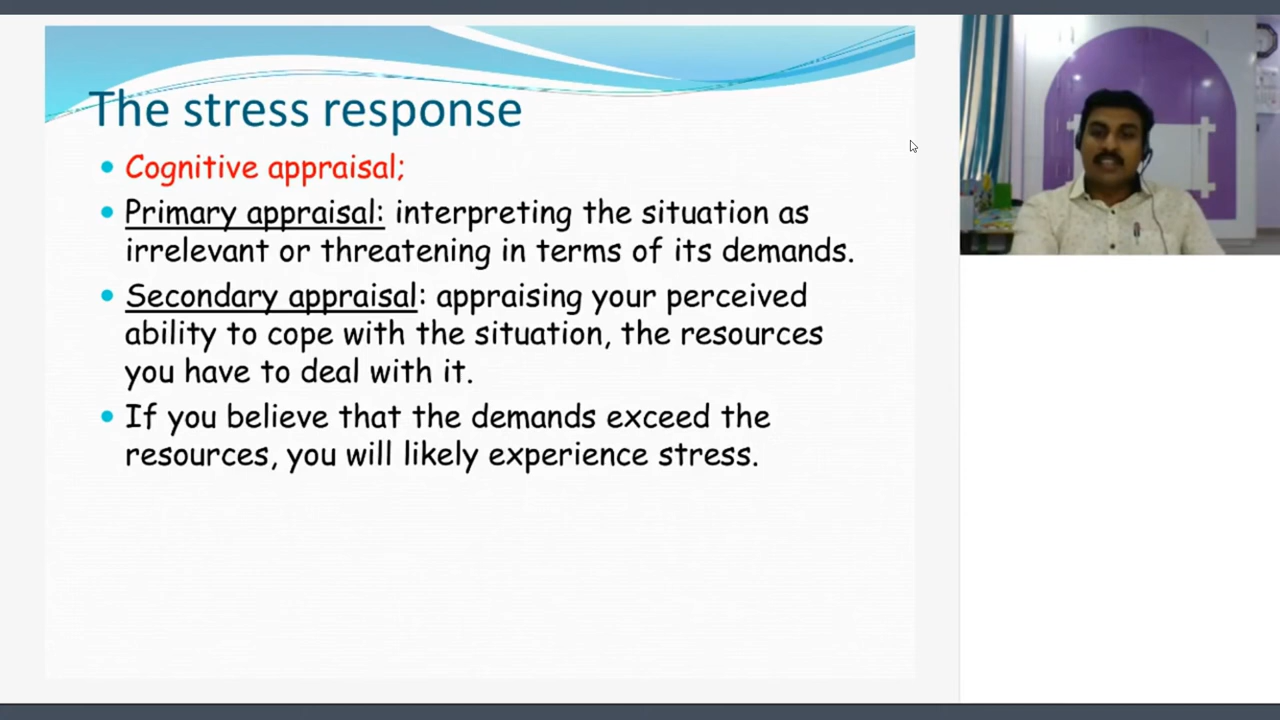 The stress response
Cognitive appraisal;
Primary appraisal: interpreting the situation as
irrelevant or threatening in terms of its demands.
Secondary appraisal: appraising your perceived
ability to cope with the situation, the resources
you have to deal with it.
If you believe that the demands exceed the
resources, you will likely experience stress.